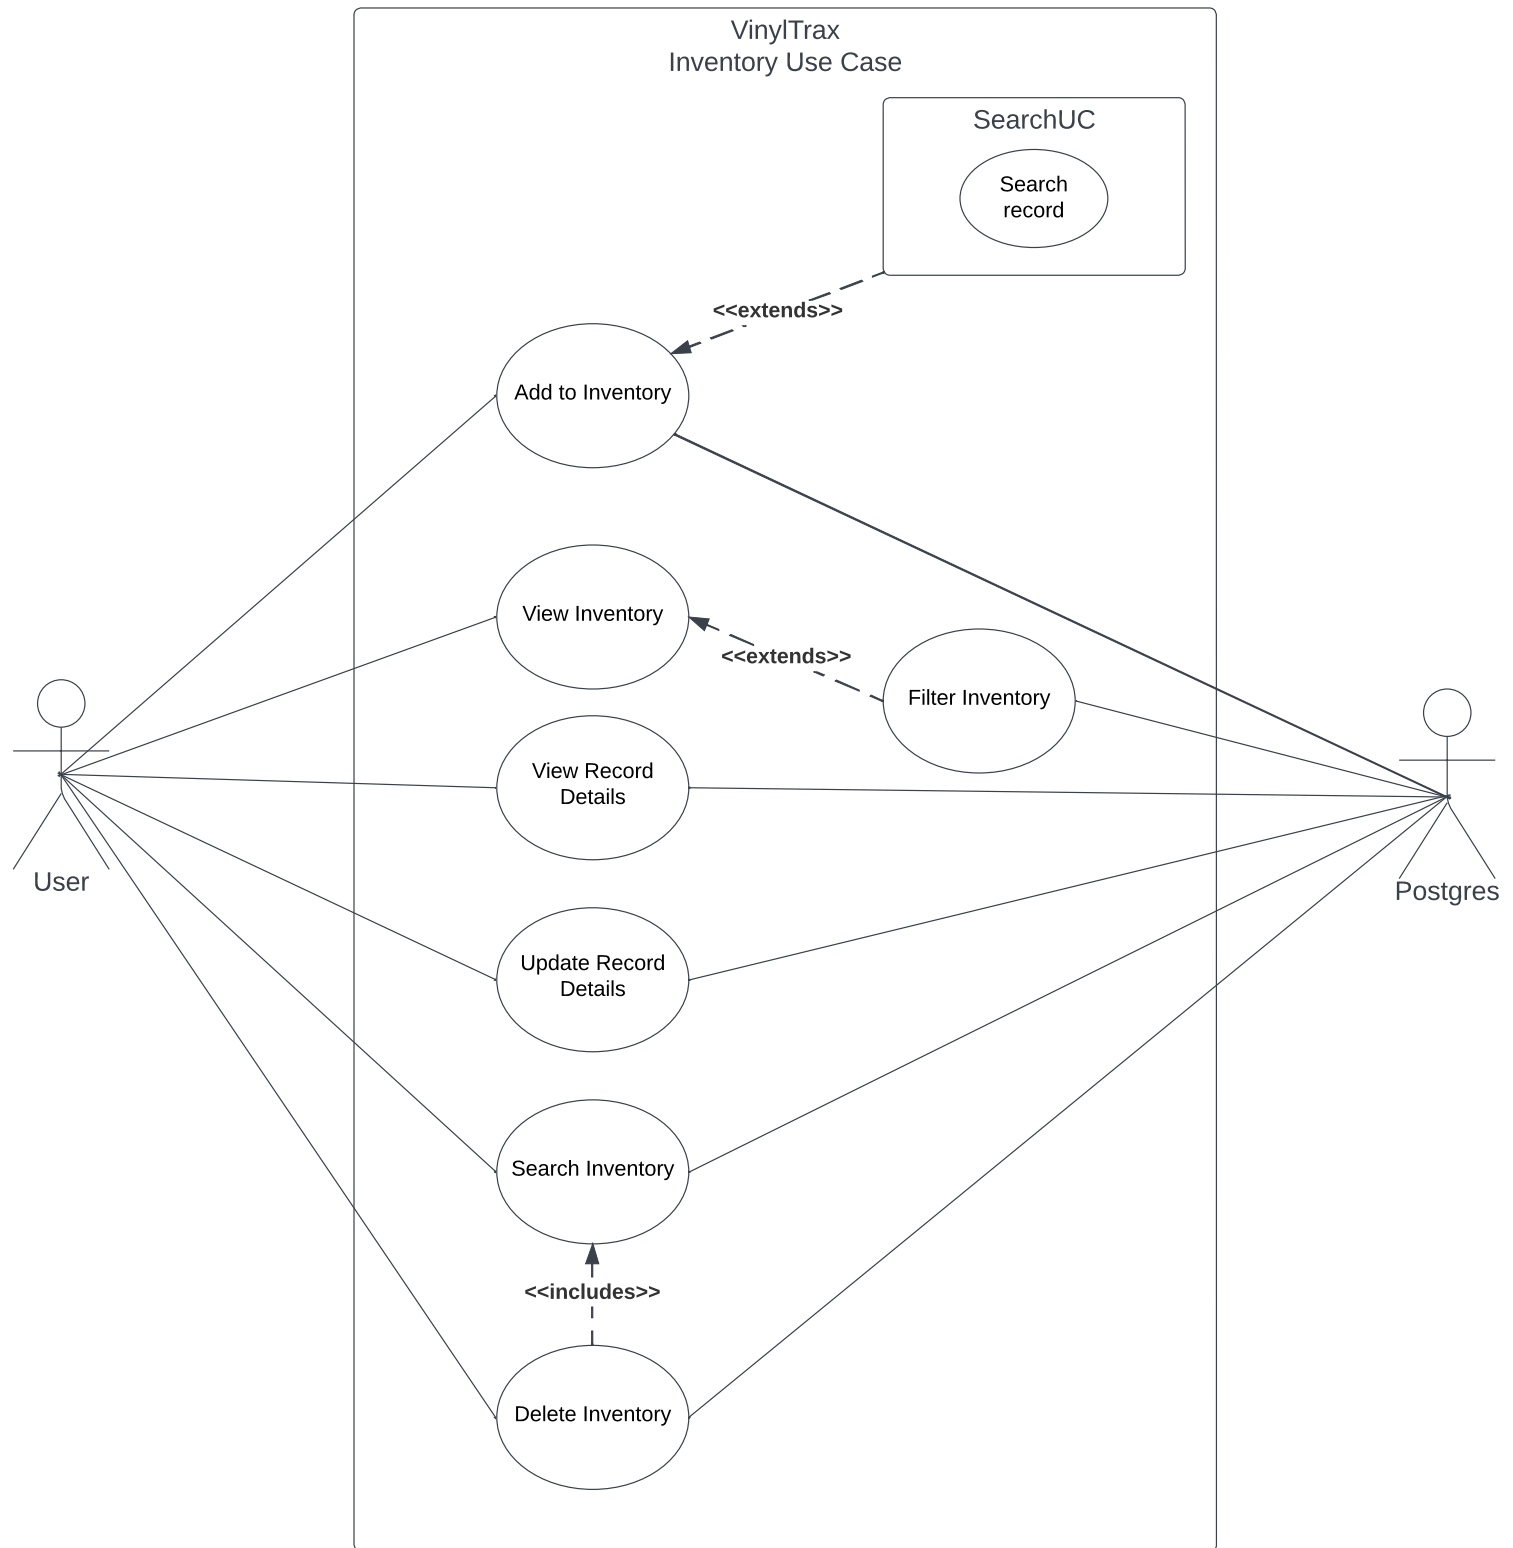 VinylTrax
Inventory Use Case
SearchUC
Search
record
<<extends>>
Add to Inventory
View Inventory
<<extends>>
Filter Inventory
View Record
Details
User
Postgres
Update Record
Details
Search Inventory
<<includes>>
Delete Inventory